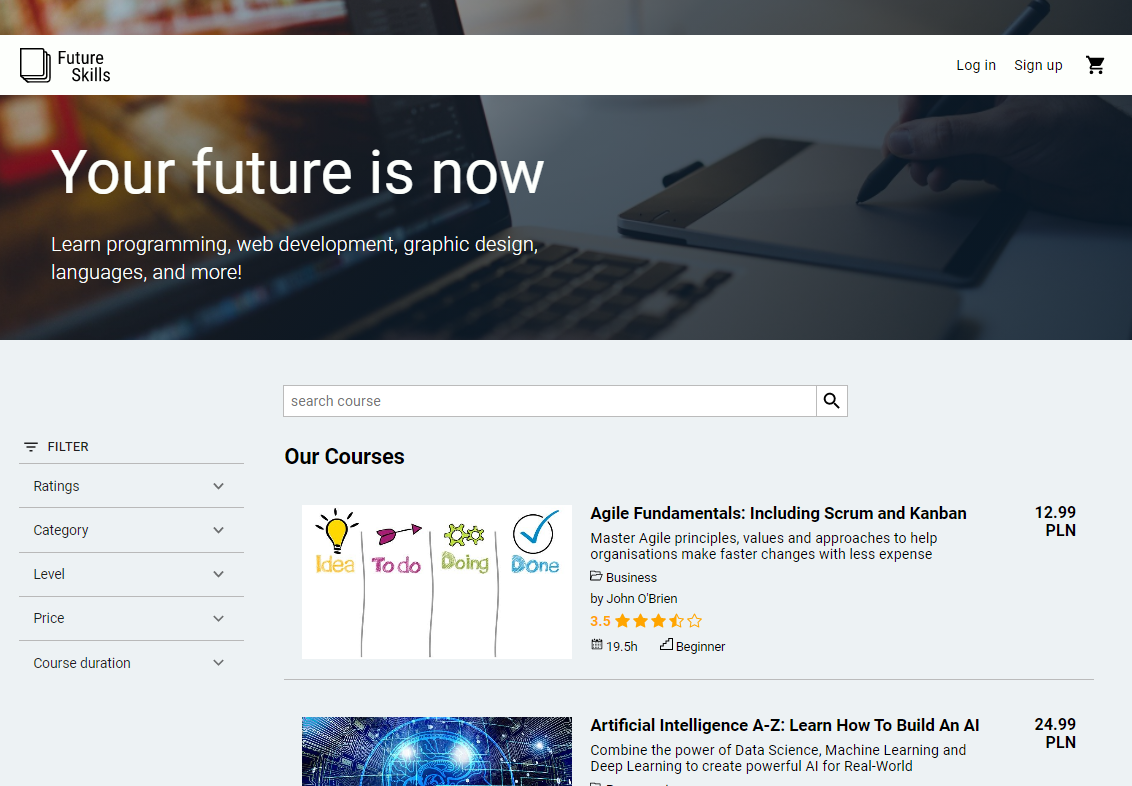 Future
Skills
Log in
Sign up
Your future is now
Learn programming, web development, graphic design,
languages, and more!
search course
FILTER
Ratings
Category
Level
Price
Course duration
Our Courses
Idea
To do
Doing
Done
Agile Fundamentals: Including Scrum and Kanban
12.99
PLN
Master Agile principles, values and approaches to help
organisations make faster changes with less expense
Business
by John O'Brien
3.5
19.5h
Beginner
Artificial Intelligence A-Z: Learn How To Build An AI
24.99
PLN
Combine the power of Data Science, Machine Learning and
Deep Learning to create powerful AI for Real-World